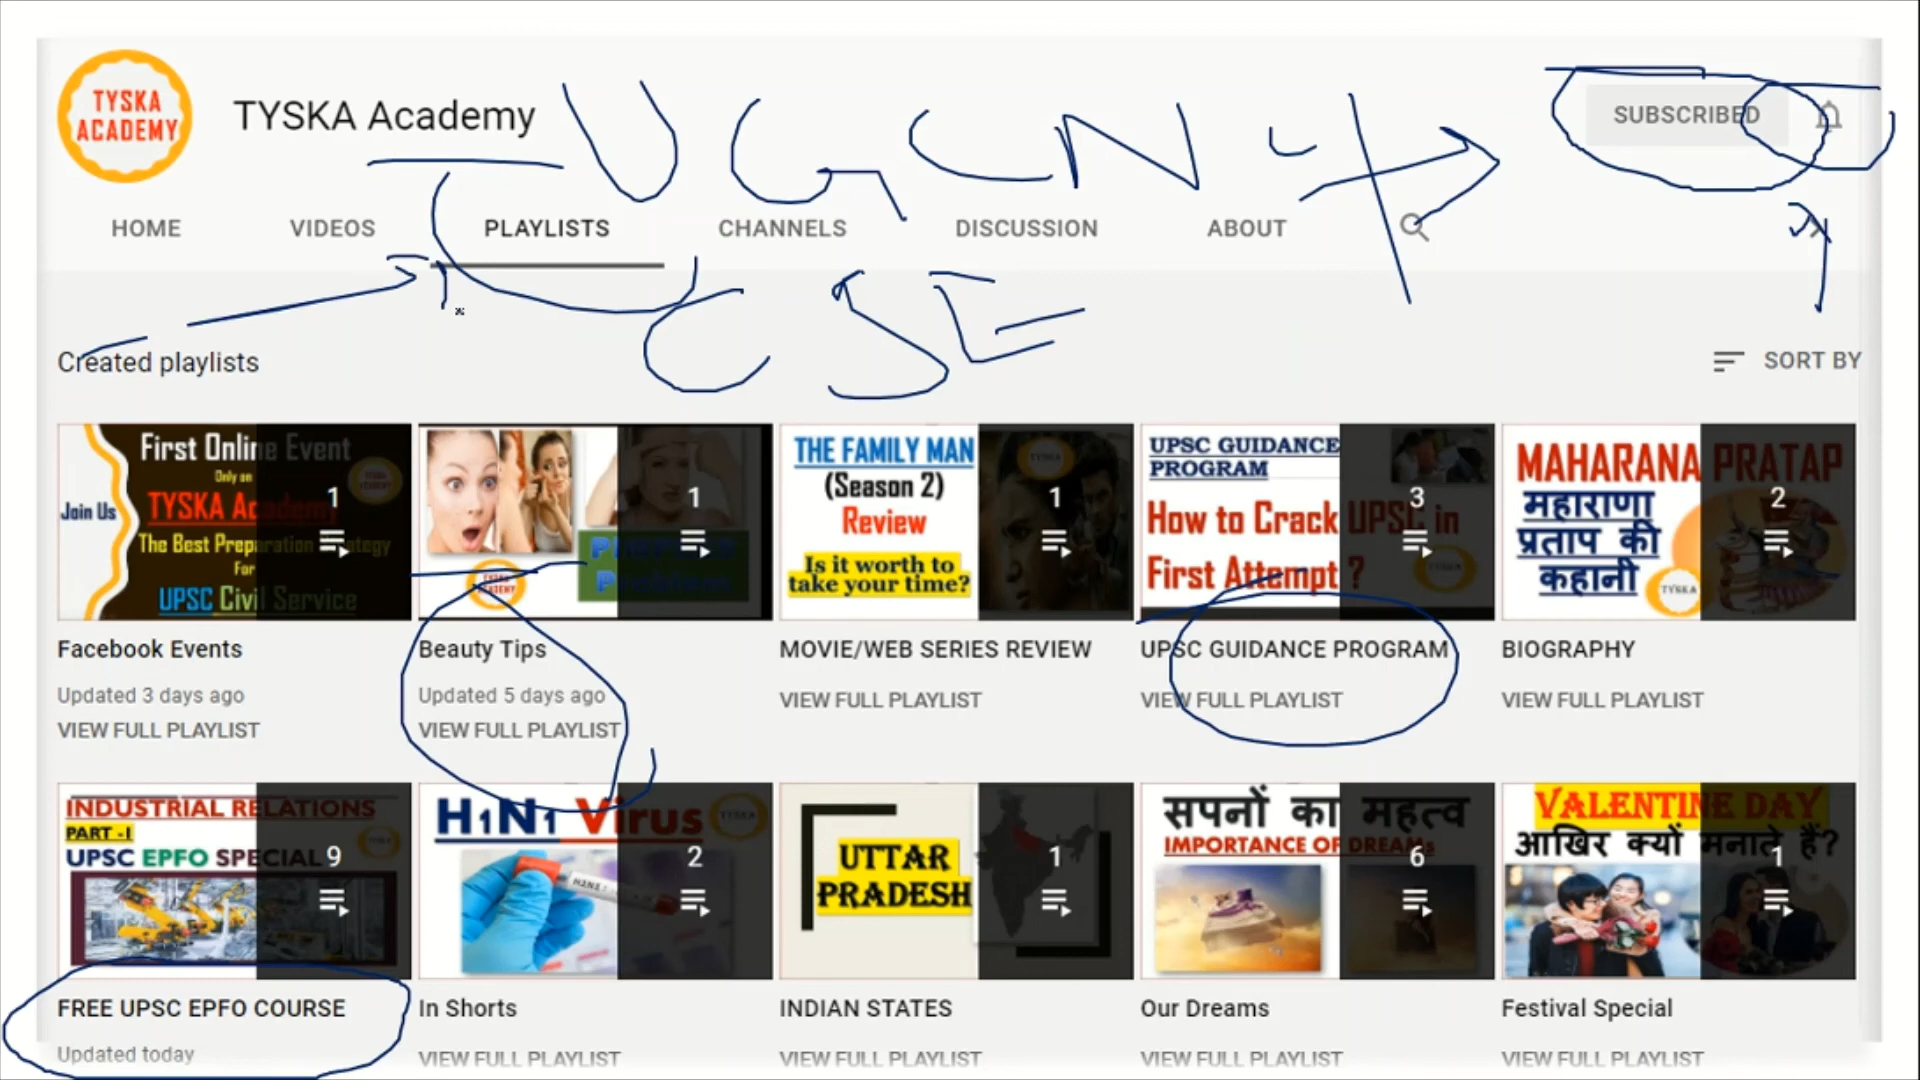 TYSKA
ACADEMY
TYSKA Academy
SUBSCRIBED
UGC N
HOME VIDEOS PLAYLISTS CHANNELS DISCUSSION ABOUT
CSE
Created playlists
SORT BY
First Online Event
Only on
Join Us
TYSKA Academy
The Best Preparation Strategy
For
UPSC Civil Service
1
1
Problem
THE FAMILY MAN
(Season 2)
Review
Is it worth to
take your time?
1
UPSC GUIDANCE
PROGRAM
How to Crack UPSC in
First Attempt ?
3
MAHARANA PRATAP
महाराणा
प्रताप की
कहानी
TYSKA
2
Facebook Events
Updated 3 days ago
VIEW FULL PLAYLIST
Beauty Tips
Updated 5 days ago
VIEW FULL PLAYLIST
MOVIE/WEB SERIES REVIEW
VIEW FULL PLAYLIST
UPSC GUIDANCE PROGRAM
VIEW FULL PLAYLIST
BIOGRAPHY
VIEW FULL PLAYLIST
INDUSTRIAL RELATIONS
PART -I
UPSC EPFO SPECIAL
9
H1N1 Virus
H1N1
2
UTTAR
PRADESH
1
सपनों का महत्व
IMPORTANCE OF DREAMs
6
VALENTINE DAY
आखिर क्यों मनाते हैं?
1
FREE UPSC EPFO COURSE
Updated today
In Shorts
VIEW FULL PLAYLIST
INDIAN STATES
VIEW FULL PLAYLIST
Our Dreams
VIEW FULL PLAYLIST
Festival Special
VIEW FULL PLAYLIST